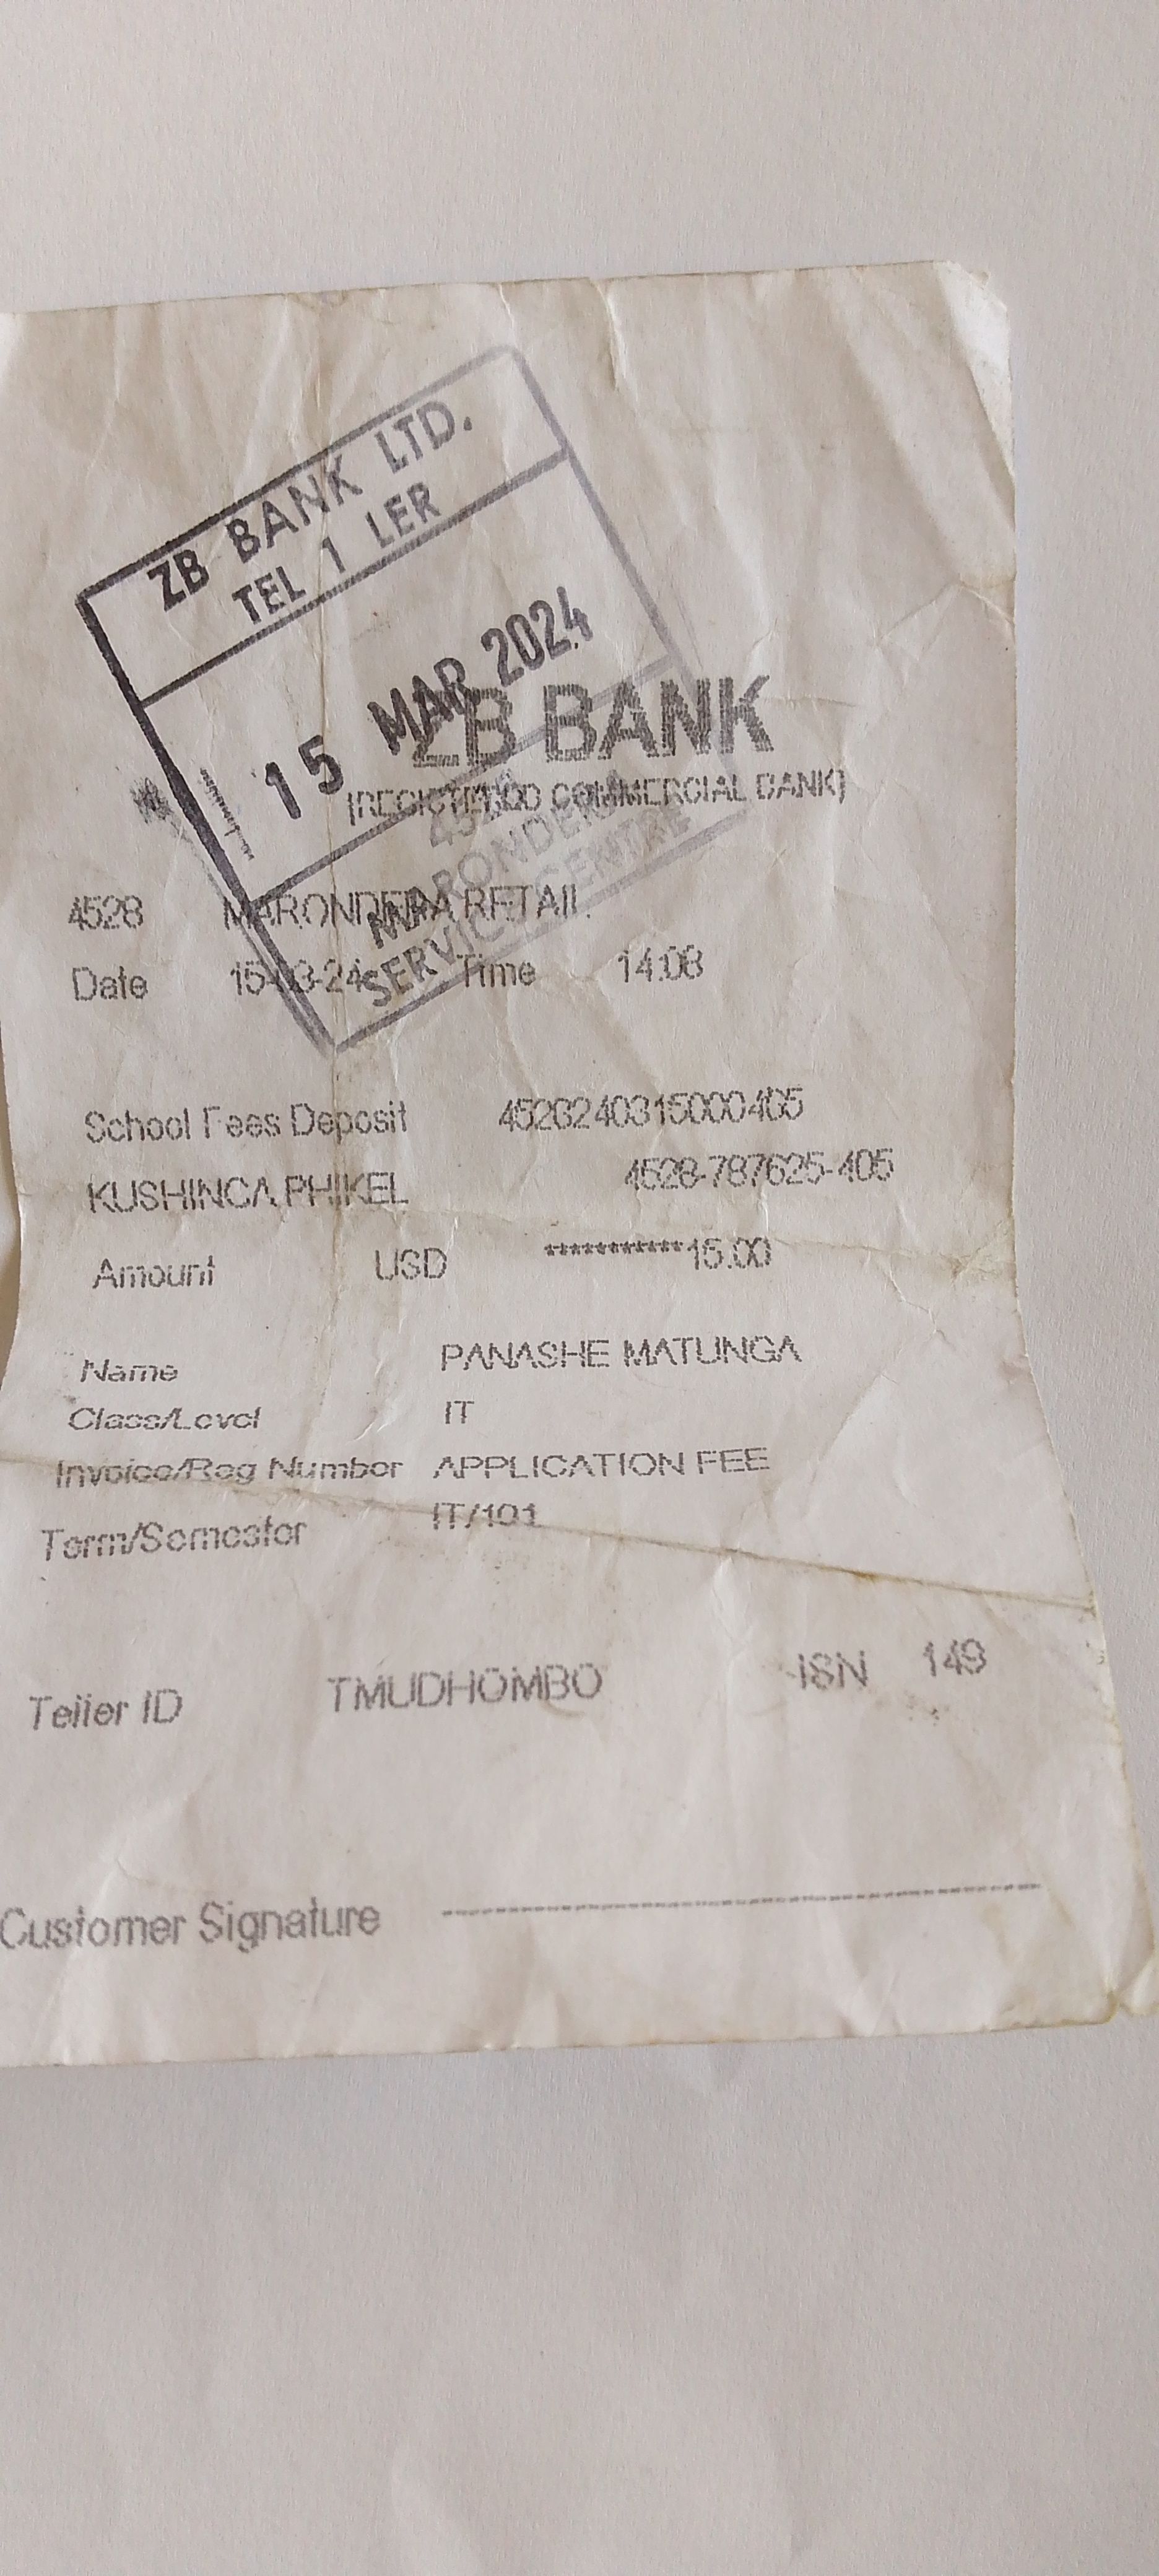 ZB BANK LTD.
TEL 1 LER
15 MAR 2024
4528
MARONDERA
SERVICE CENTRE
ZB BANK
(REGISTERED COMMERCIAL BANK)
4528 MARONDERA RETAIL
Date 15-03-24 Time 14:08
School Fees Deposit 4528240315000405
KUSHINGA PHIKEL 4528-787625-405
Amount USD ***********15.00
Name PANASHE MATUNGA
Class/Level IT
Invoice/Reg Number APPLICATION FEE
Term/Semester IT/101
Teller ID TMUDHOMBO ISN 149
Customer Signature